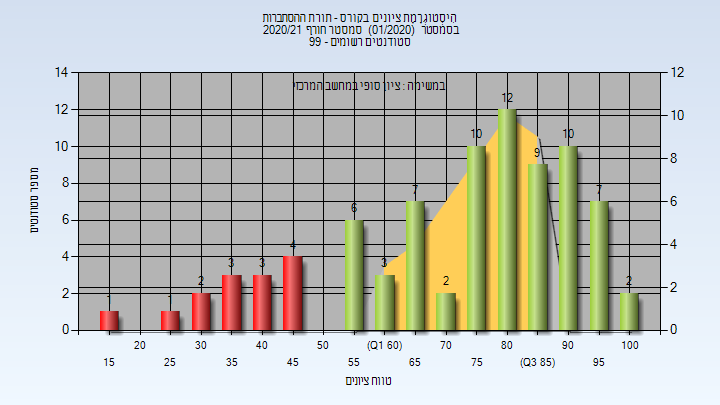 היסטוגרמת ציונים בקורס - תורת ההסתברות
בסמסטר (01/2020) סמסטר חורף 2020/21
סטודנטים רשומים - 99
במשימה : ציון סופי במחשב המרכזי
מספר סטודנטים
14 12 10 8 6 4 2 0
12 10 8 6 4 2 0
1 1 2 3 3 4 6 3 7 2 10 12 9 10 7 2
20 30 40 50 (Q1 60) 70 80 90 100
15 25 35 45 55 65 75 (Q3 85) 95
טווח ציונים